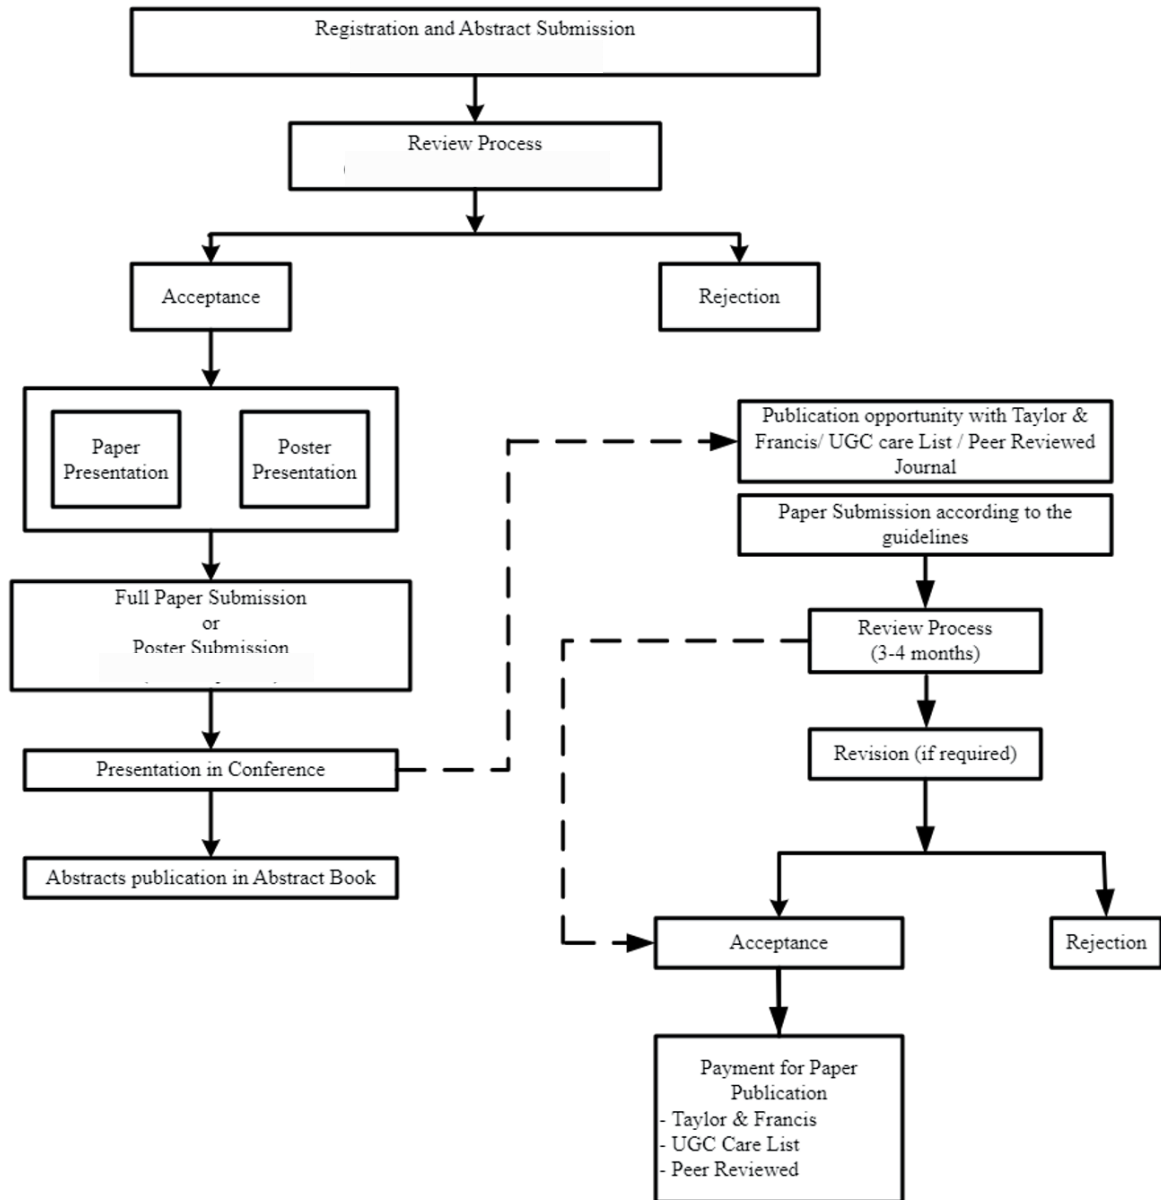 Registration and Abstract Submission
Review Process
Acceptance
Rejection
Paper
Presentation
Poster
Presentation
Full Paper Submission
or
Poster Submission
Presentation in Conference
Abstracts publication in Abstract Book
Publication opportunity with Taylor &
Francis/ UGC care List / Peer Reviewed
Journal
Paper Submission according to the
guidelines
Review Process
(3-4 months)
Revision (if required)
Acceptance
Rejection
Payment for Paper
Publication
- Taylor & Francis
- UGC Care List
- Peer Reviewed